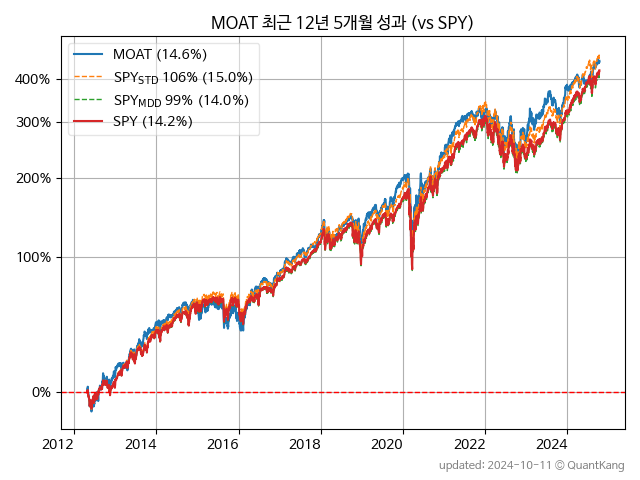 MOAT 최근 12년 5개월 성과 (vs SPY)
MOAT (14.6%)
SPY_STD 106% (15.0%)
SPY_MDD 99% (14.0%)
SPY (14.2%)
400%
300%
200%
100%
0%
2012 2014 2016 2018 2020 2022 2024
updated: 2024-10-11 © QuantKang